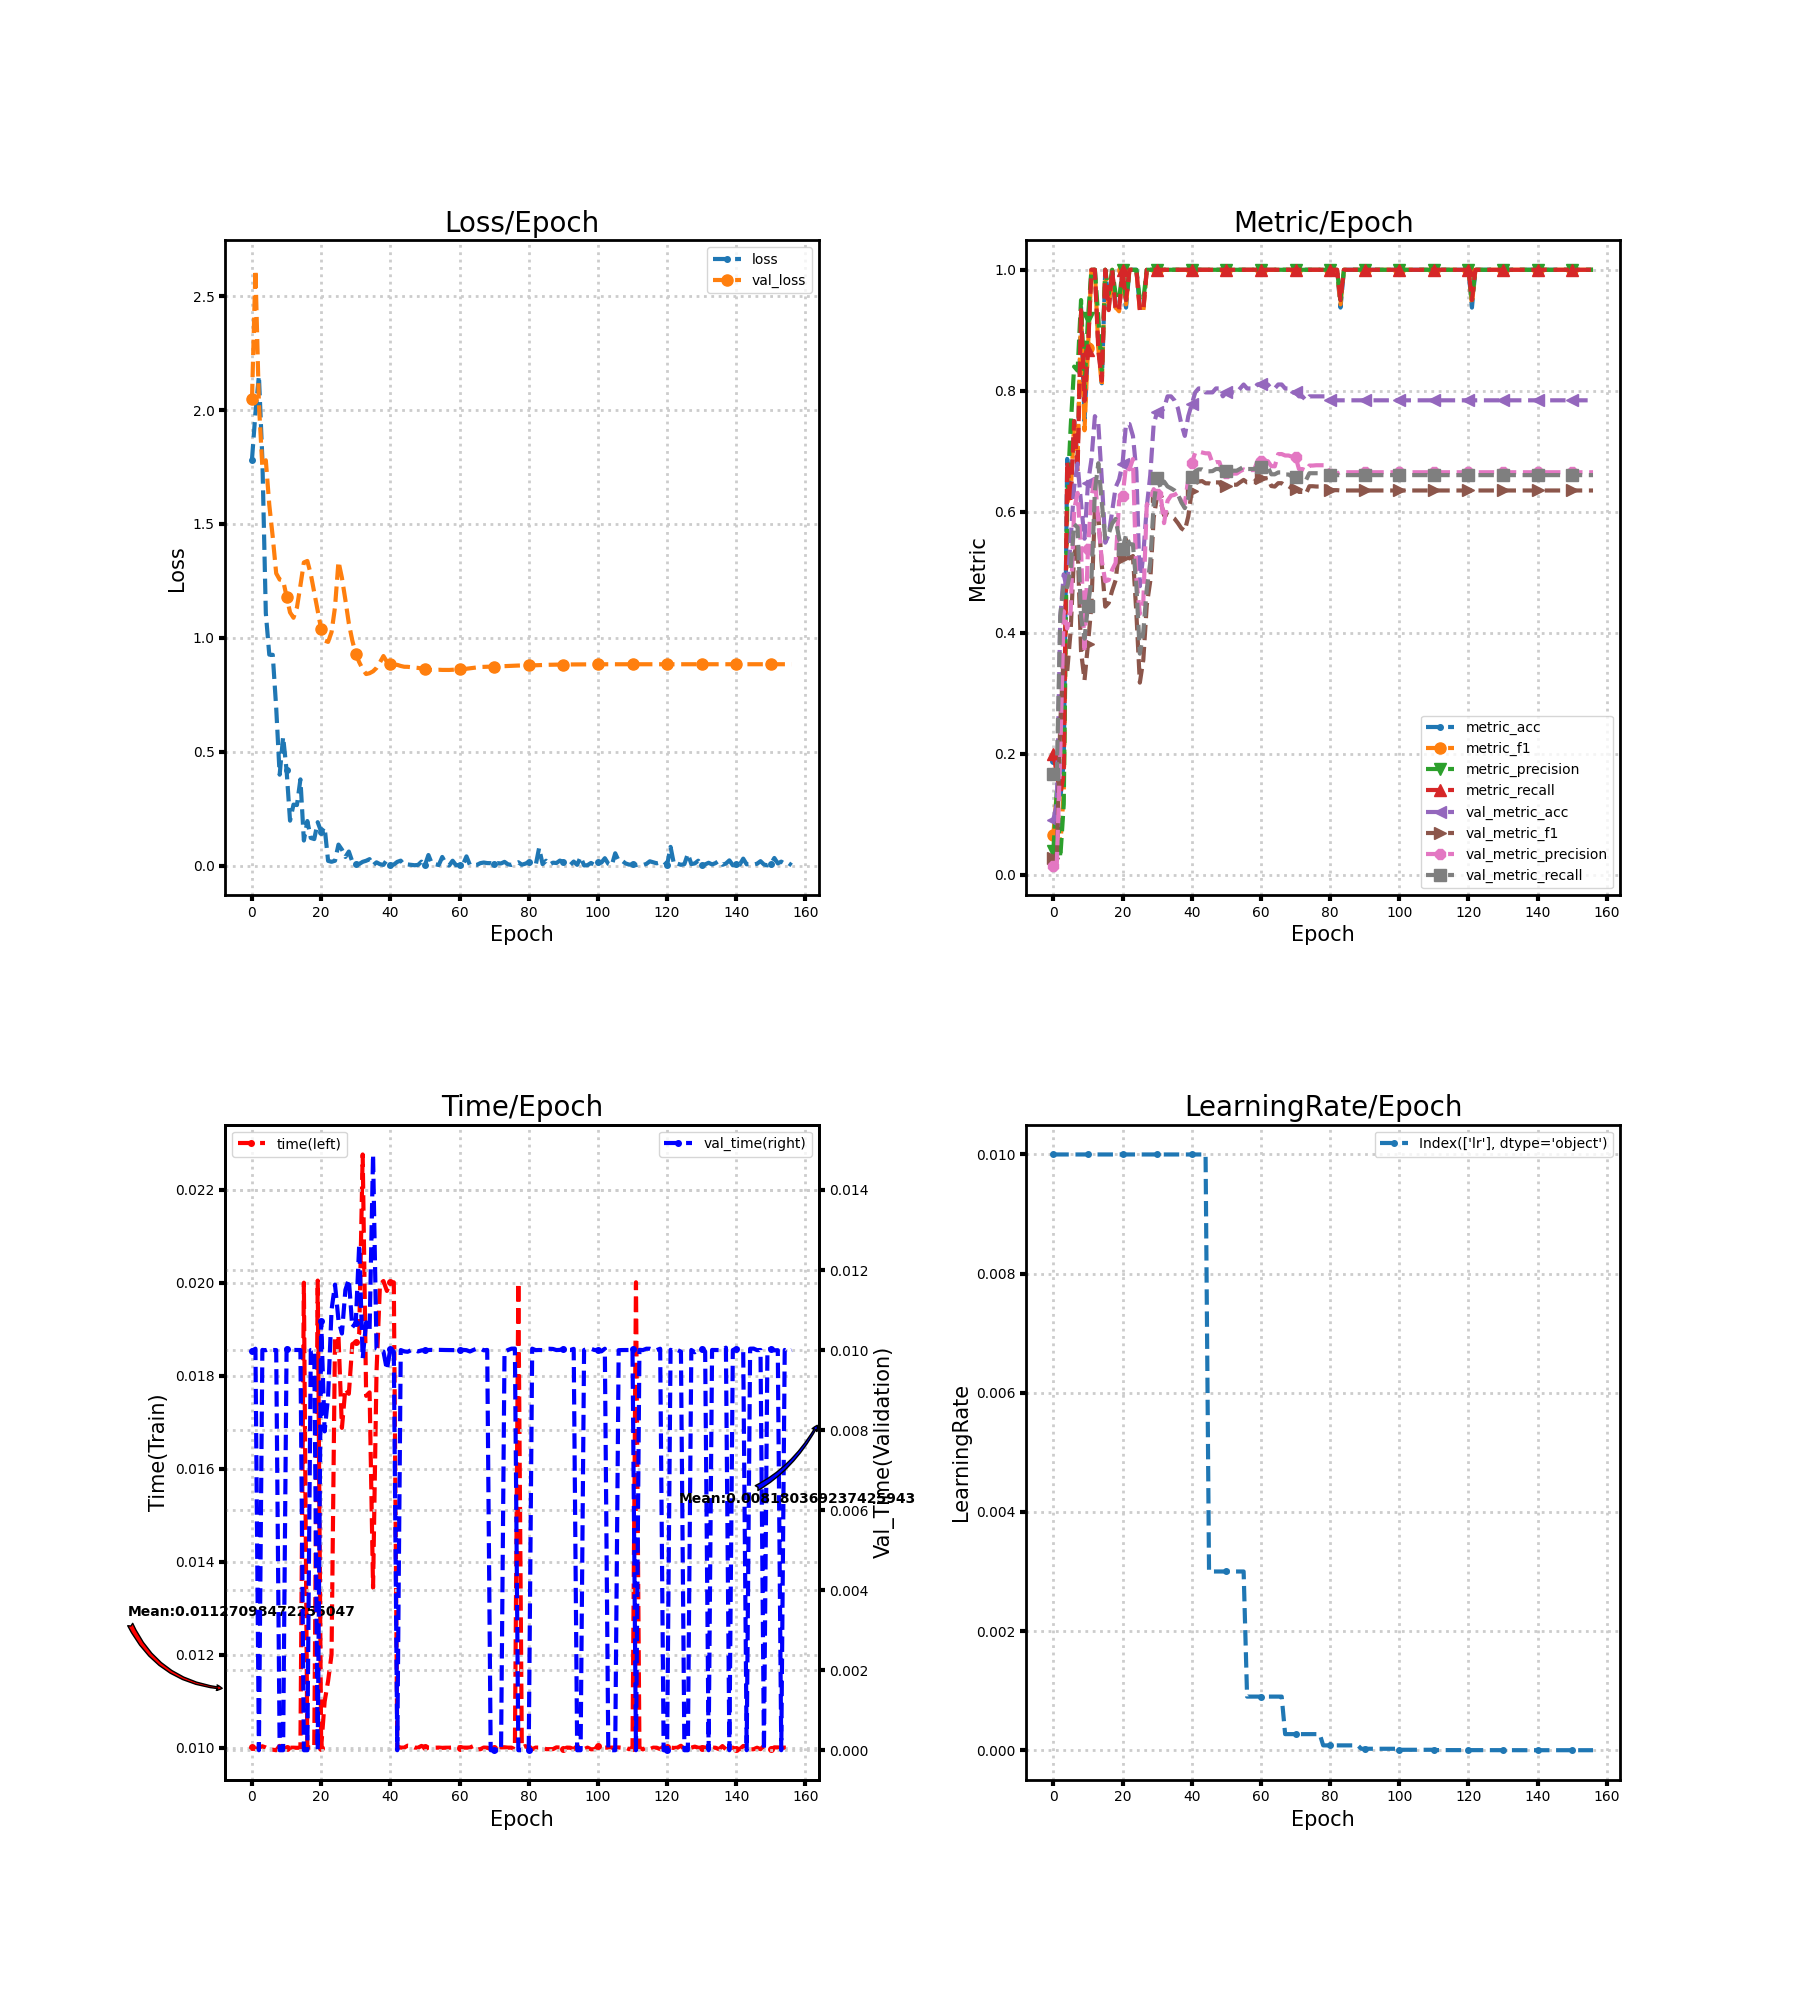 Loss/Epoch
2.5
2.0
1.5
1.0
0.5
0.0
Loss
loss
val_loss
0 20 40 60 80 100 120 140 160
Epoch
Metric/Epoch
1.0
0.8
0.6
0.4
0.2
0.0
Metric
metric_acc
metric_f1
metric_precision
metric_recall
val_metric_acc
val_metric_f1
val_metric_precision
val_metric_recall
0 20 40 60 80 100 120 140 160
Epoch
Time/Epoch
time(left)
val_time(right)
0.022
0.020
0.018
0.016
0.014
0.012
0.010
Time(Train)
0.014
0.012
0.010
0.008
0.006
0.004
0.002
0.000
Val_Time(Validation)
0 20 40 60 80 100 120 140 160
Epoch
LearningRate/Epoch
Index(['lr'], dtype='object')
0.010
0.008
0.006
0.004
0.002
0.000
LearningRate
0 20 40 60 80 100 120 140 160
Epoch